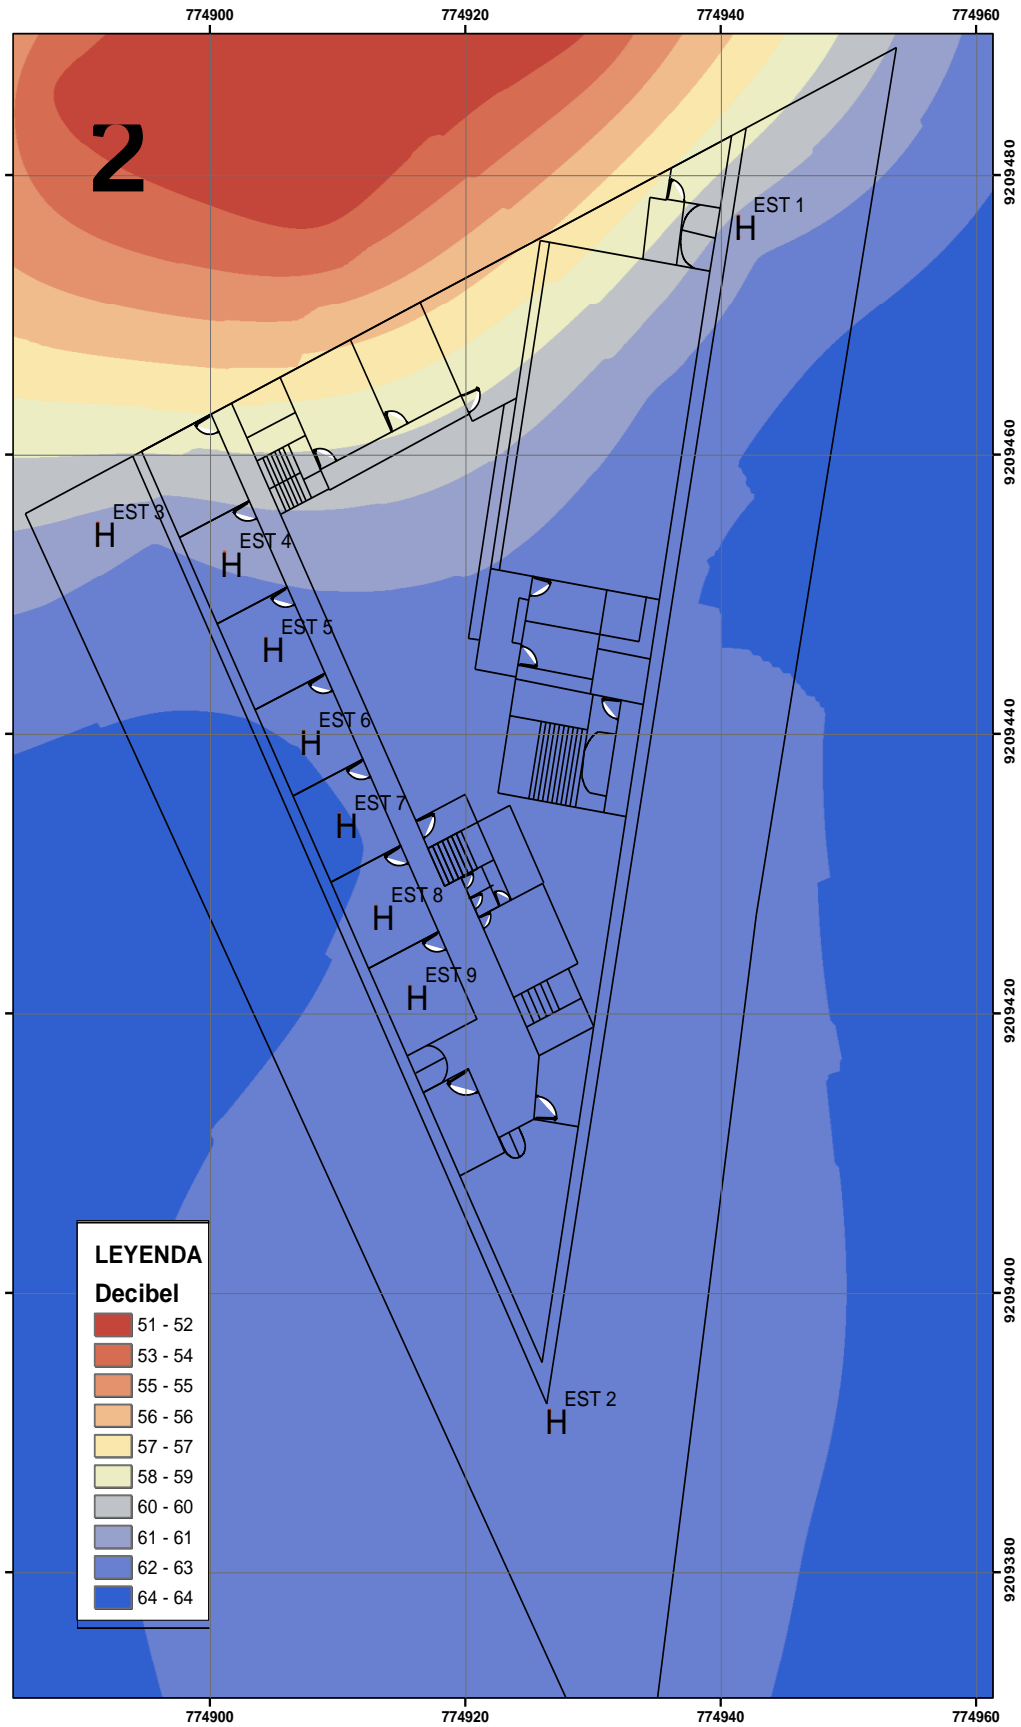 774900 774920 774940 774960
2
9209480
EST 1
H
9209460
EST 3
H
EST 4
H
EST 5
H
9209440
EST 6
H
EST 7
H
EST 8
H
EST 9
H
9209420
LEYENDA
Decibel
51 - 52
53 - 54
55 - 55
56 - 56
57 - 57
58 - 59
60 - 60
61 - 61
62 - 63
64 - 64
9209400
EST 2
H
9209380
774900 774920 774940 774960